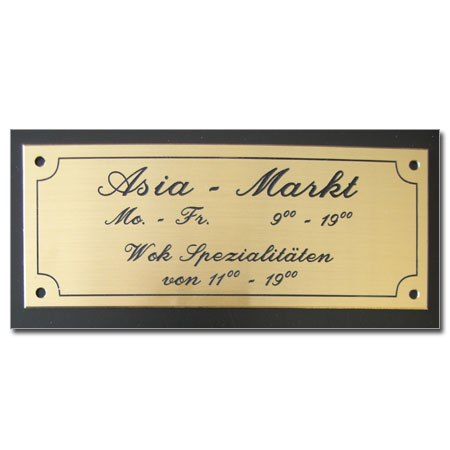 Asia - Markt
Mo. - Fr. 9⁰⁰ - 19⁰⁰
Wok Spezialitäten
von 11⁰⁰ - 19⁰⁰